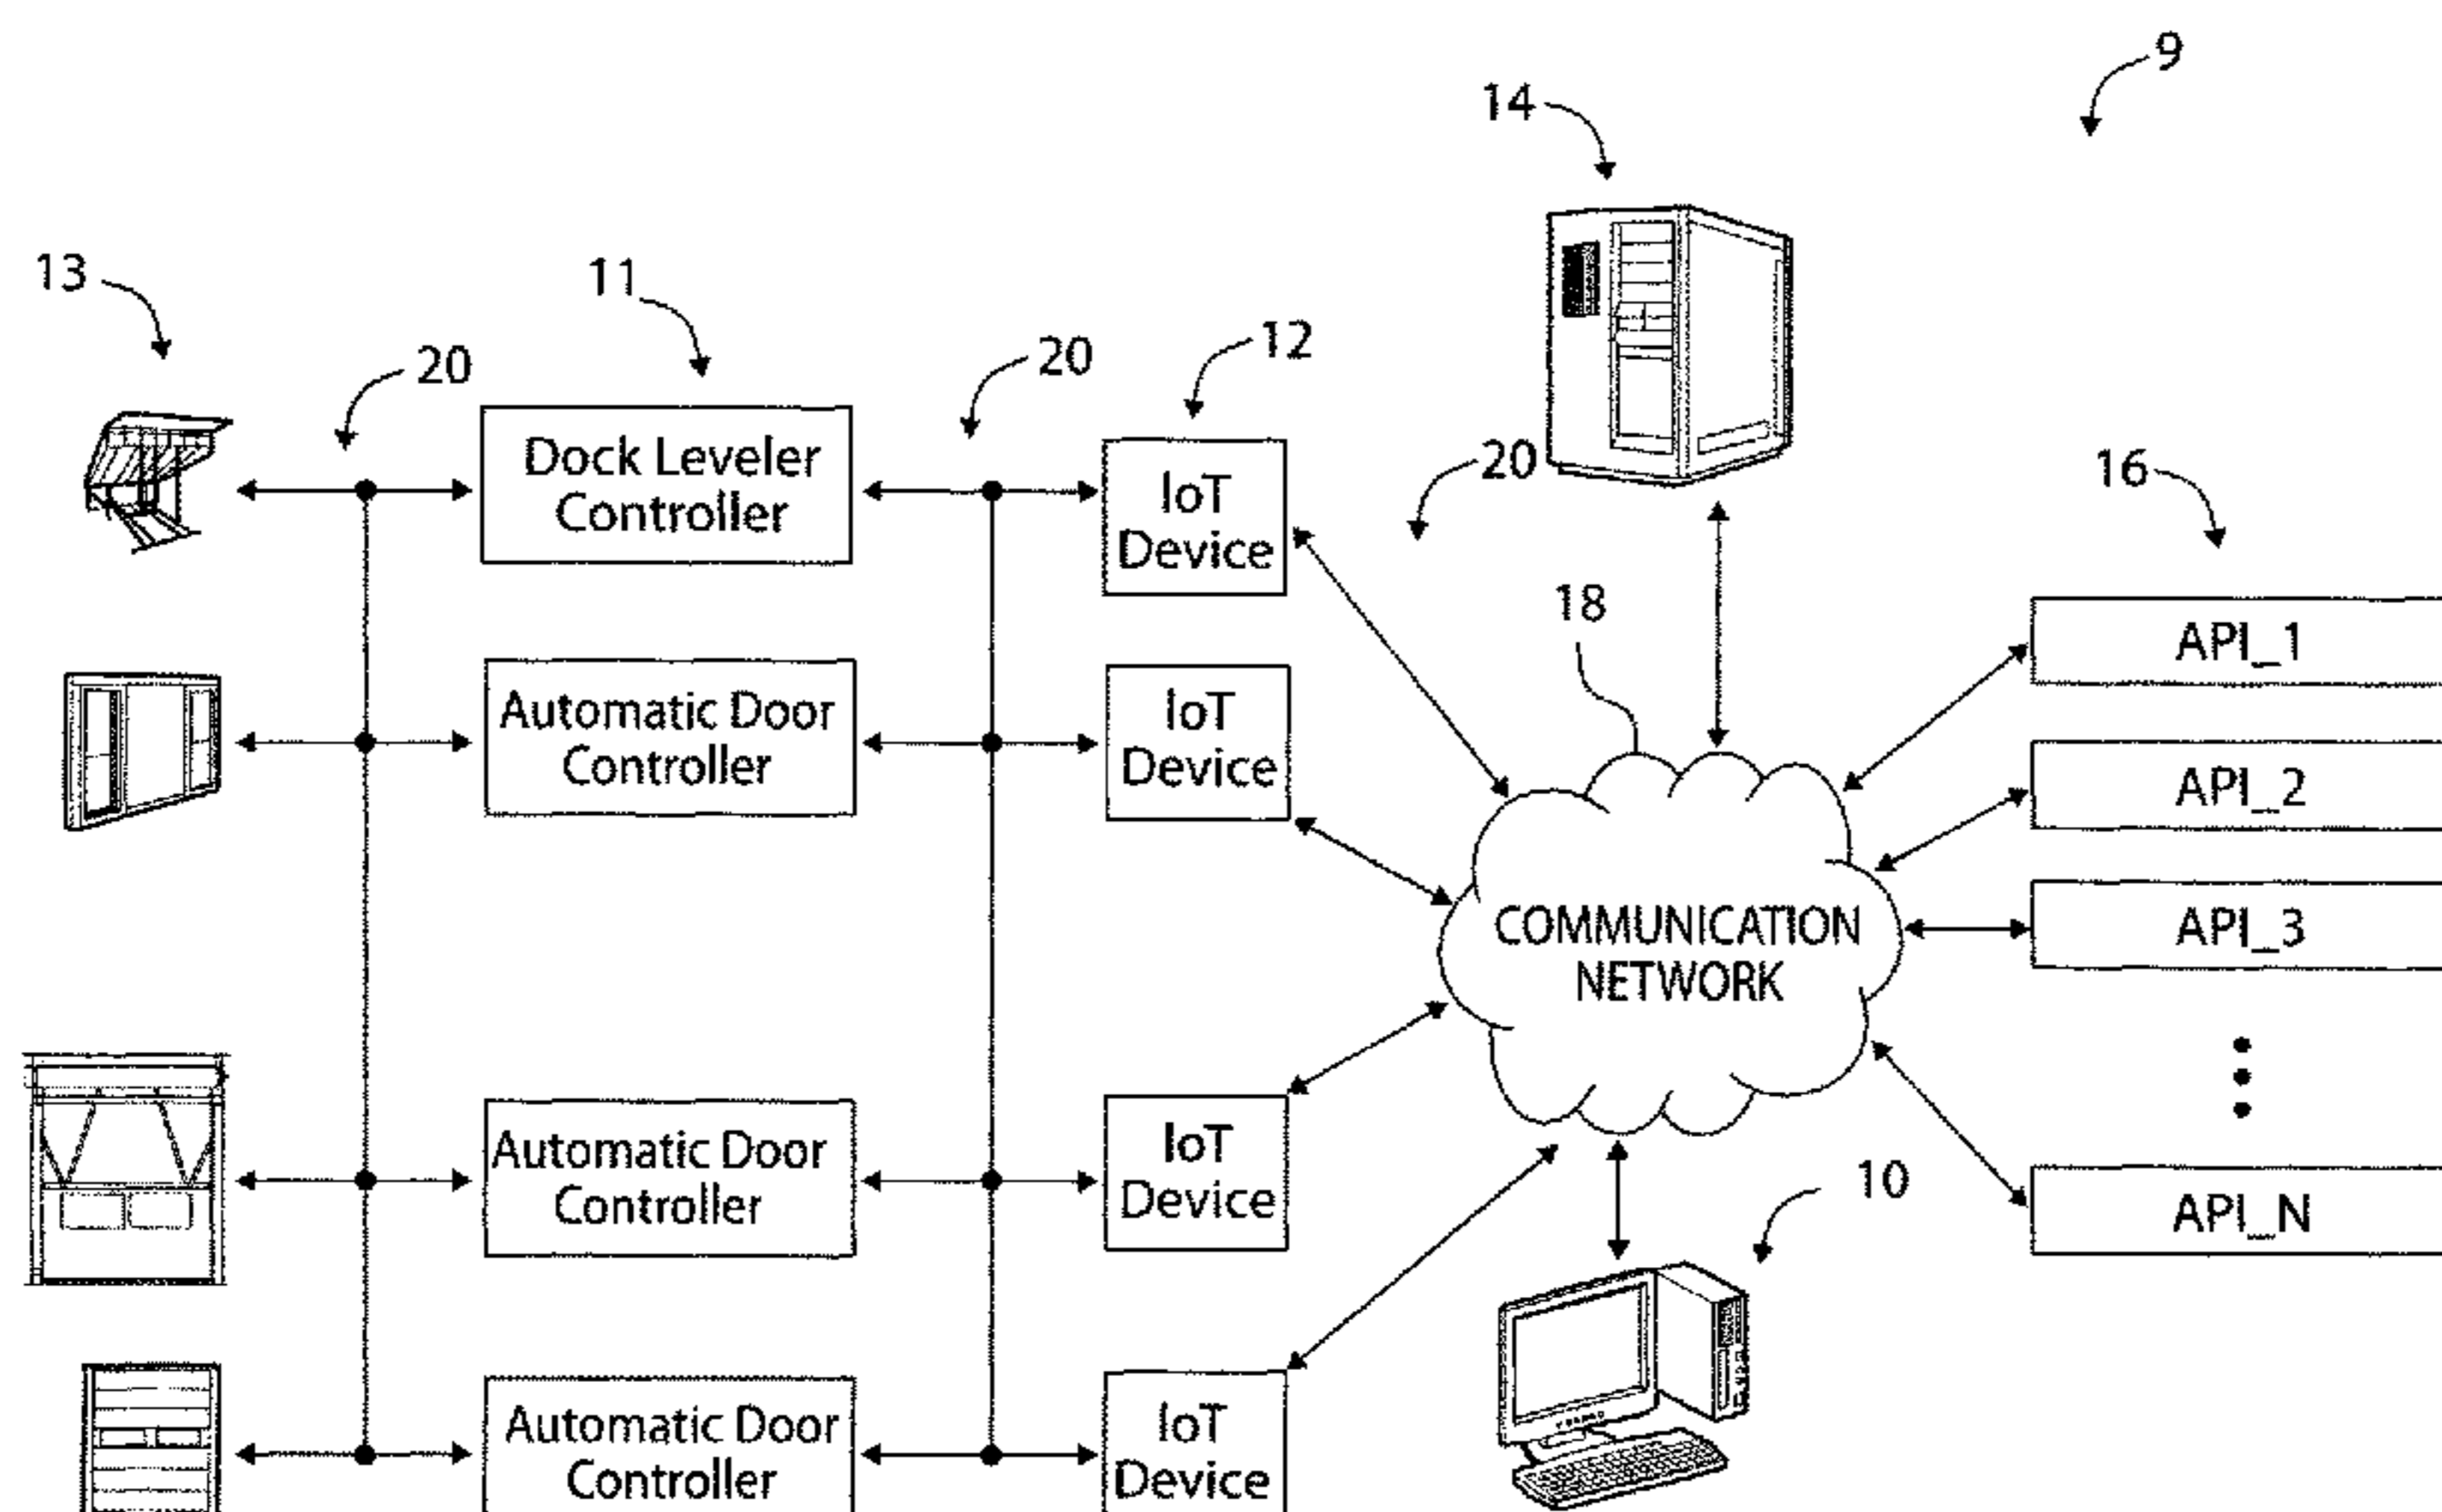 9
14
13
11
20
20
12
20
16
Dock Leveler
Controller
IoT
Device
18
API_1
Automatic Door
Controller
IoT
Device
API_2
COMMUNICATION
NETWORK
API_3
Automatic Door
Controller
IoT
Device
10
API_N
Automatic Door
Controller
IoT
Device